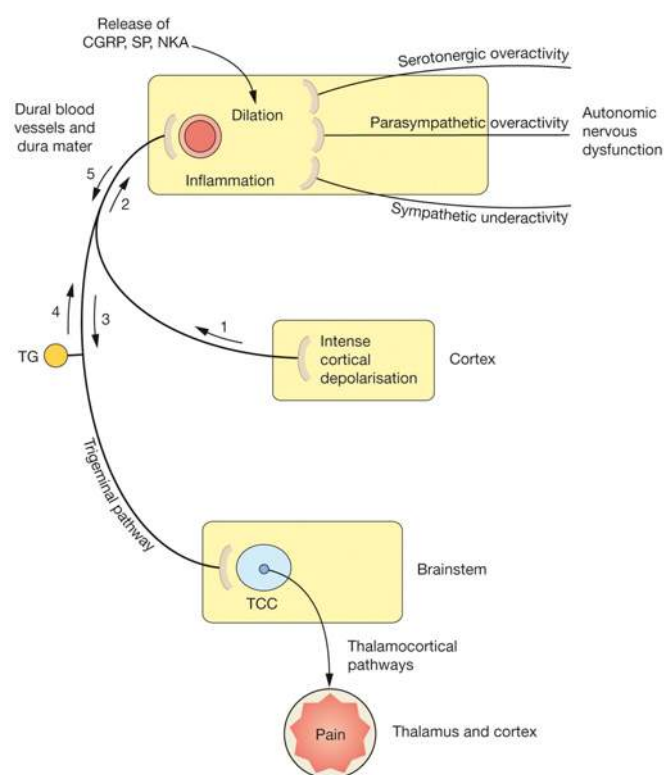 Release of
CGRP, SP, NKA
Serotonergic overactivity
Dural blood
vessels and
dura mater
Dilation
Parasympathetic overactivity
Autonomic
nervous
dysfunction
Inflammation
Sympathetic underactivity
5
2
4
3
1
TG
Intense
cortical
depolarisation
Cortex
Trigeminal pathway
Brainstem
TCC
Thalamocortical
pathways
Pain
Thalamus and cortex